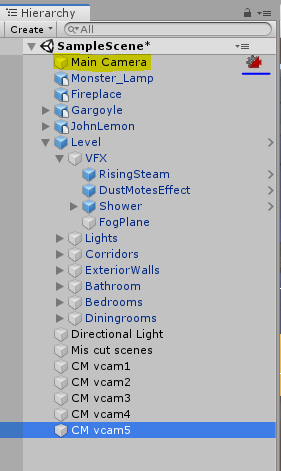 Hierarchy
Create All
SampleScene*
Main Camera
Monster_Lamp
Fireplace
Gargoyle
JohnLemon
Level
VFX
RisingSteam
DustMotesEffect
Shower
FogPlane
Lights
Corridors
ExteriorWalls
Bathroom
Bedrooms
Diningrooms
Directional Light
Mis cut scenes
CM vcam1
CM vcam2
CM vcam3
CM vcam4
CM vcam5